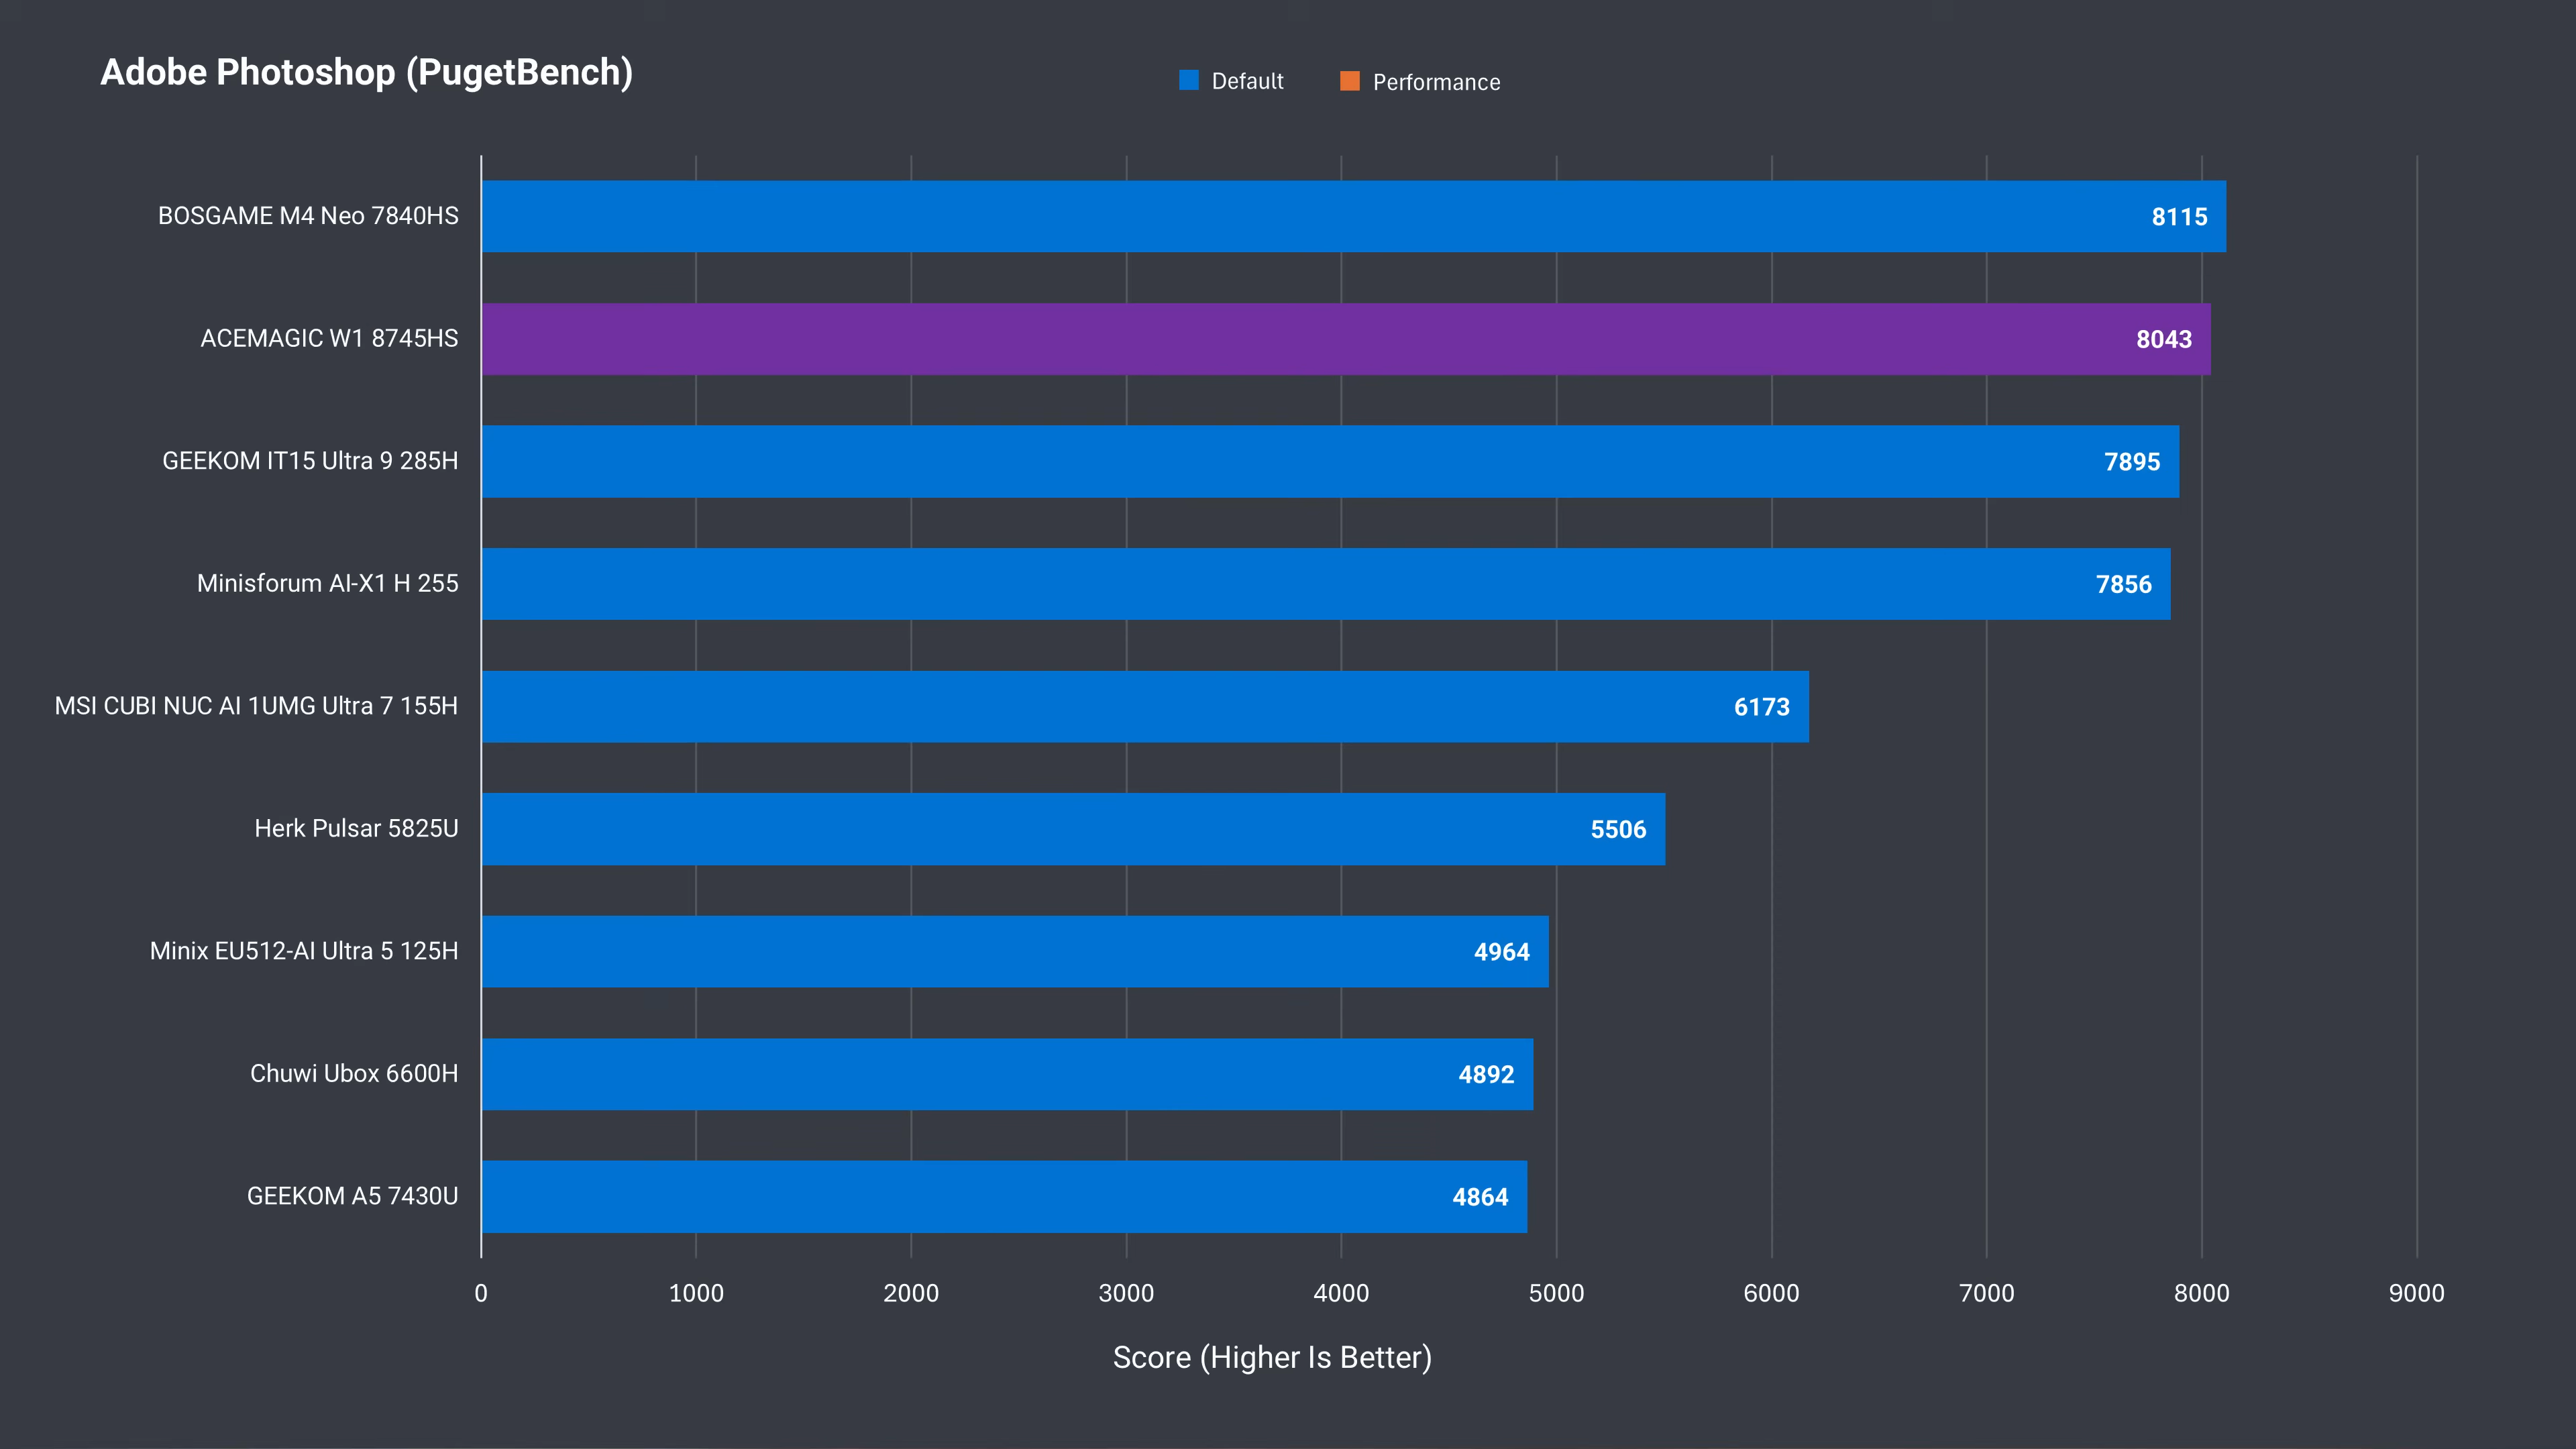 Adobe Photoshop (PugetBench)
Default
Performance
BOSGAME M4 Neo 7840HS
8115
ACEMAGIC W1 8745HS
8043
GEEKOM IT15 Ultra 9 285H
7895
Minisforum AI-X1 H 255
7856
MSI CUBI NUC AI 1UMG Ultra 7 155H
6173
Herk Pulsar 5825U
5506
Minix EU512-AI Ultra 5 125H
4964
Chuwi Ubox 6600H
4892
GEEKOM A5 7430U
4864
0 1000 2000 3000 4000 5000 6000 7000 8000 9000
Score (Higher Is Better)